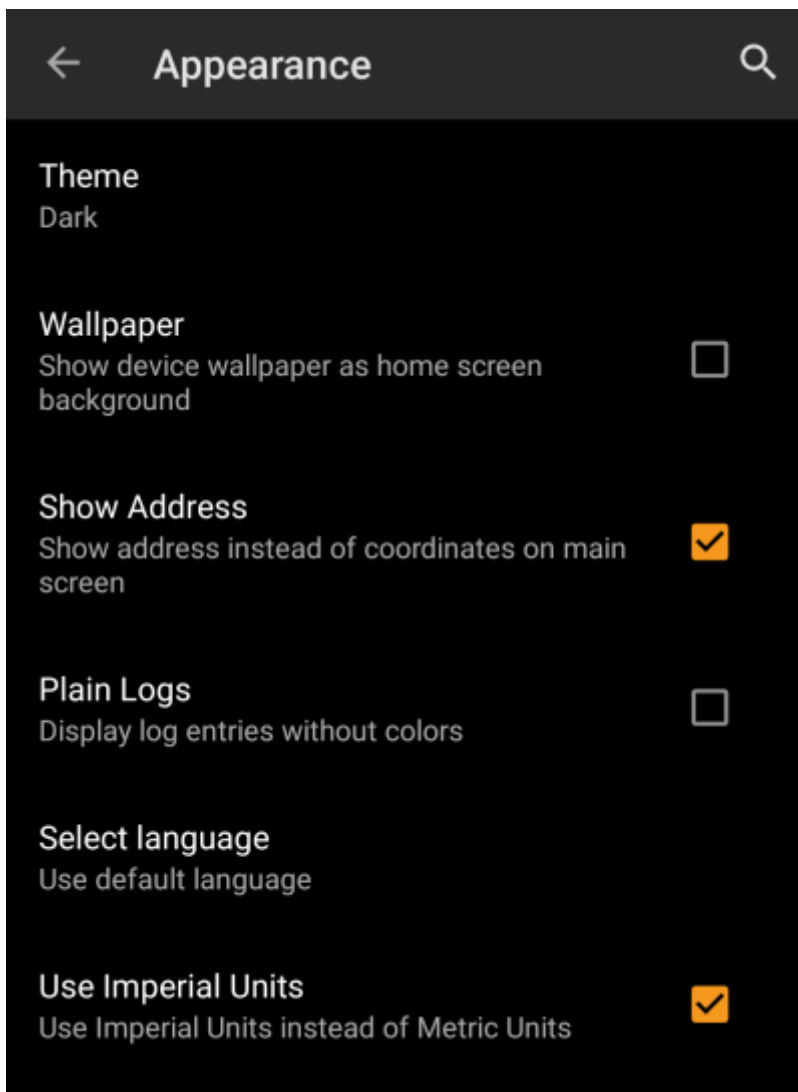 Appearance
Theme
Dark
Wallpaper
Show device wallpaper as home screen
background
Show Address
Show address instead of coordinates on main
screen
Plain Logs
Display log entries without colors
Select language
Use default language
Use Imperial Units
Use Imperial Units instead of Metric Units